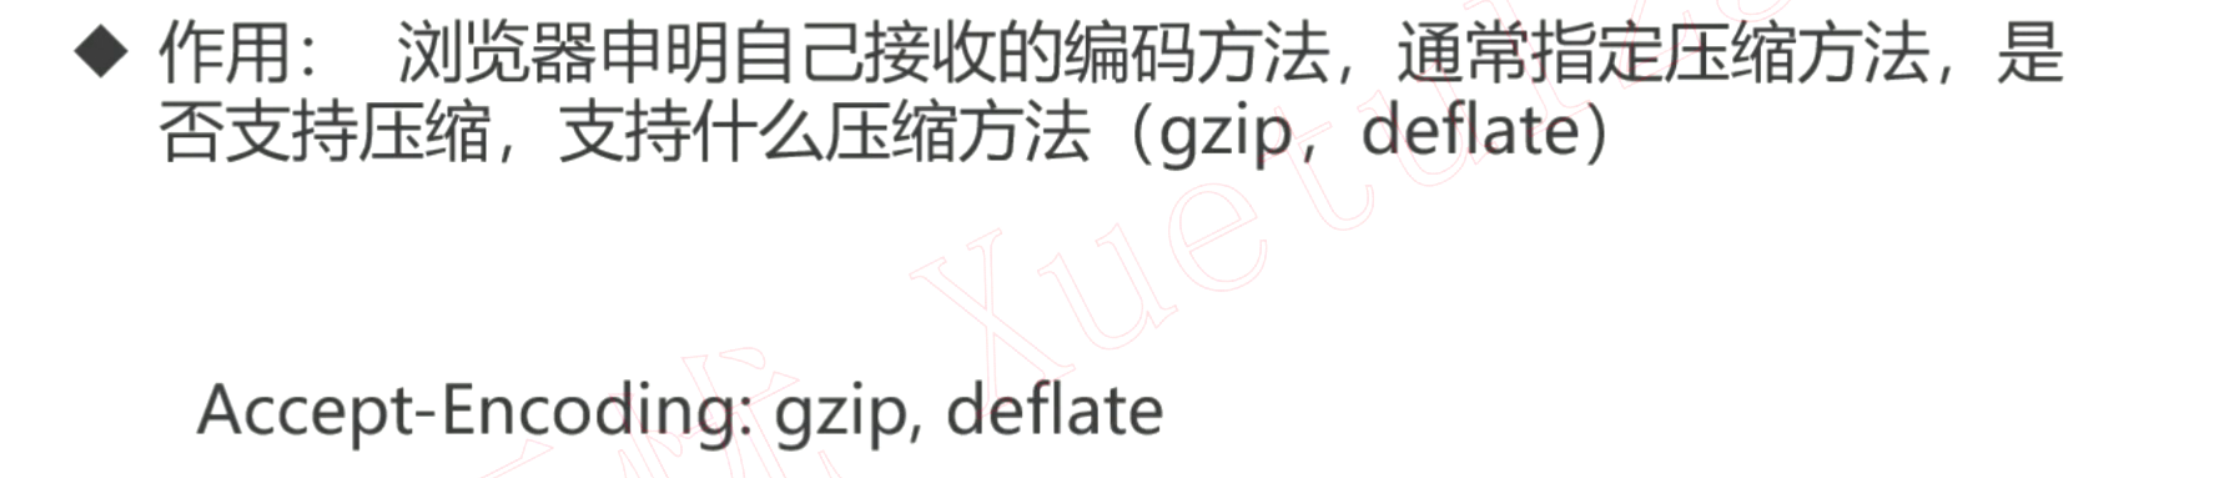 ◆ 作用： 浏览器申明自己接收的编码方法，通常指定压缩方法，是
否支持压缩，支持什么压缩方法（gzip，deflate）
Accept-Encoding: gzip, deflate